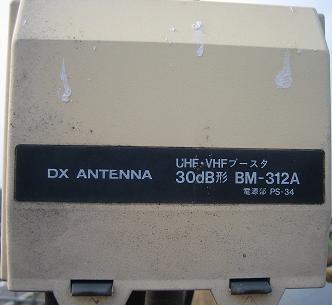 DX ANTENNA
UHF・VHFブースタ
30dB形 BM-312A
電源部 PS-34